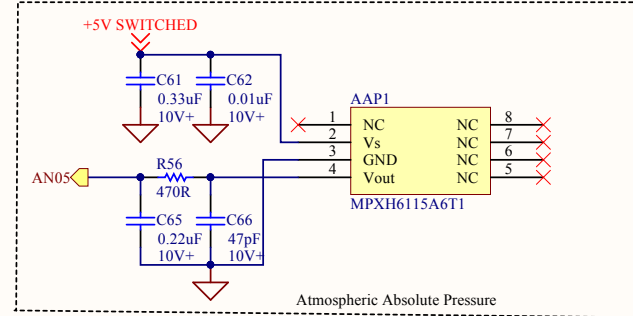 +5V SWITCHED
C61
0.33uF
10V+
C62
0.01uF
10V+
AAP1
1 NC NC 8
2 Vs NC 7
3 GND NC 6
4 Vout NC 5
MPXH6115A6T1
AN05
R56
470R
C65
0.22uF
10V+
C66
47pF
10V+
Atmospheric Absolute Pressure